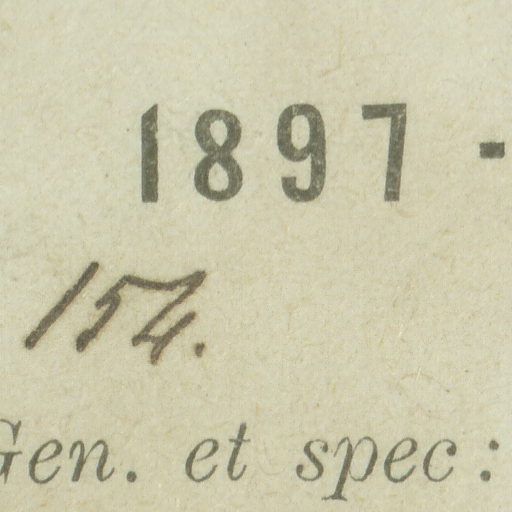 1897 -
154.
Gen. et spec: